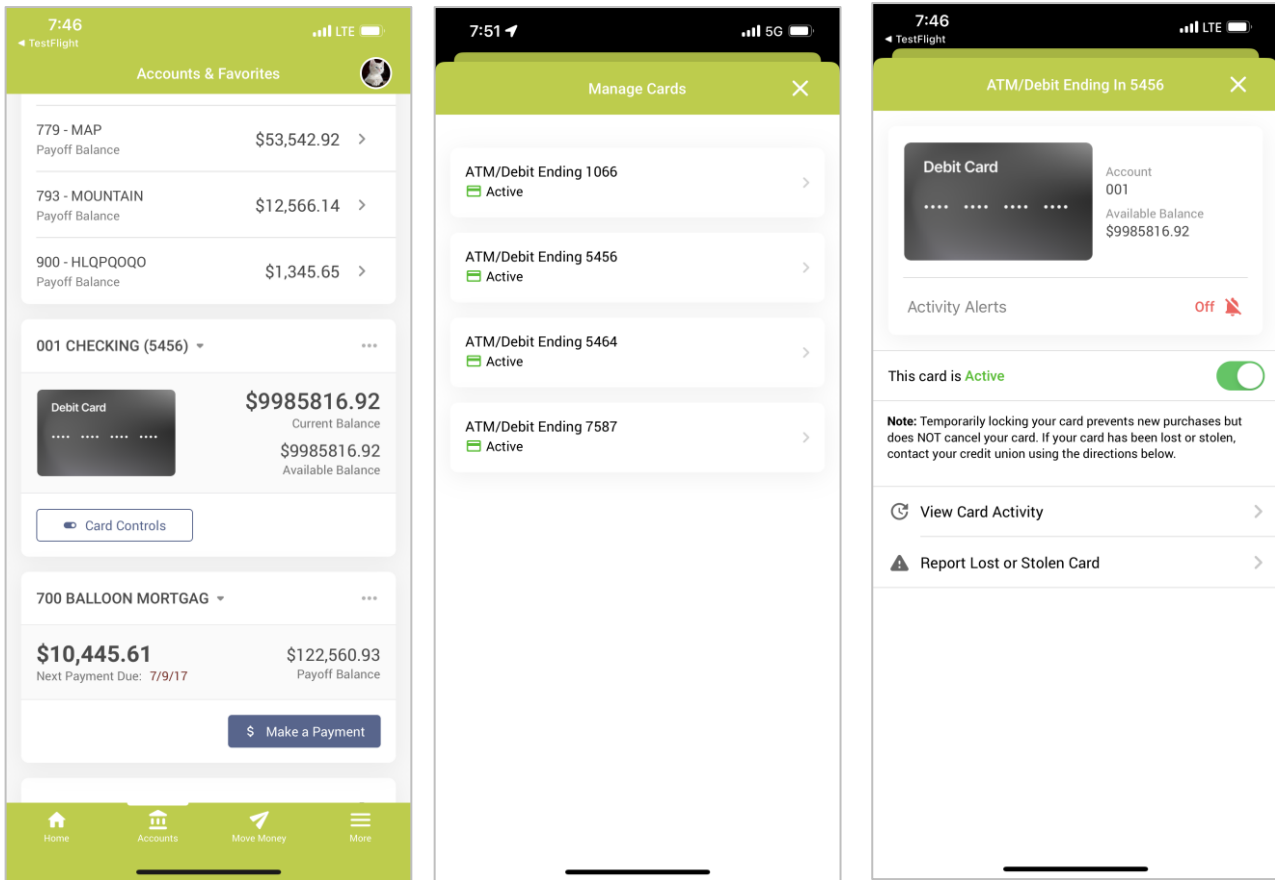 7:46
LTE
◄ TestFlight
Accounts & Favorites
779 - MAP
Payoff Balance
$53,542.92
793 - MOUNTAIN
Payoff Balance
$12,566.14
900 - HLQPQOQO
Payoff Balance
$1,345.65
001 CHECKING (5456)
Debit Card
.... .... .... ....
$9985816.92
Current Balance
$9985816.92
Available Balance
Card Controls
700 BALLOON MORTGAG
$10,445.61
Next Payment Due: 7/9/17
$122,560.93
Payoff Balance
$ Make a Payment
Home
Accounts
Move Money
More
7:51
5G
Manage Cards
ATM/Debit Ending 1066
Active
ATM/Debit Ending 5456
Active
ATM/Debit Ending 5464
Active
ATM/Debit Ending 7587
Active
7:46
LTE
◄ TestFlight
ATM/Debit Ending In 5456
Debit Card
.... .... .... ....
Account
001
Available Balance
$9985816.92
Activity Alerts
Off
This card is Active
Note: Temporarily locking your card prevents new purchases but
does NOT cancel your card. If your card has been lost or stolen,
contact your credit union using the directions below.
View Card Activity
Report Lost or Stolen Card